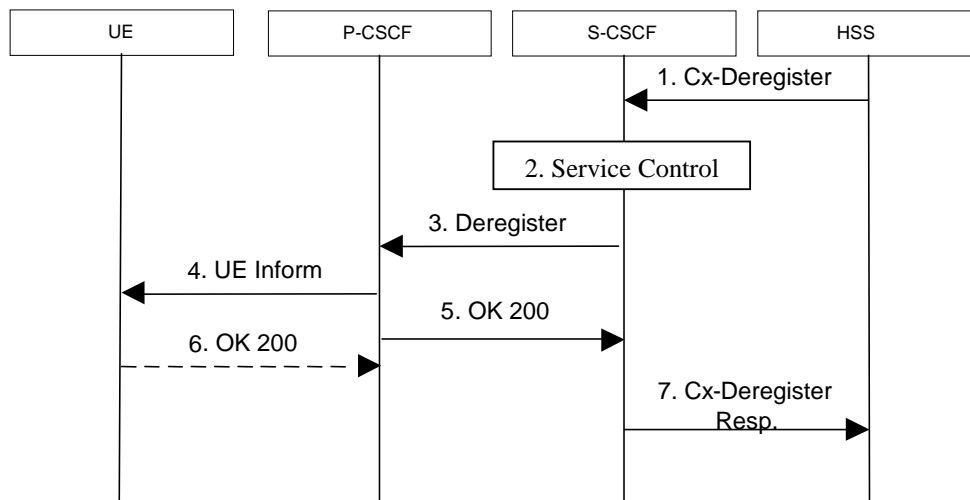 UE
P-CSCF
S-CSCF
HSS
1. Cx-Deregister
2. Service Control
3. Deregister
4. UE Inform
5. OK 200
6. OK 200
7. Cx-Deregister
Resp.